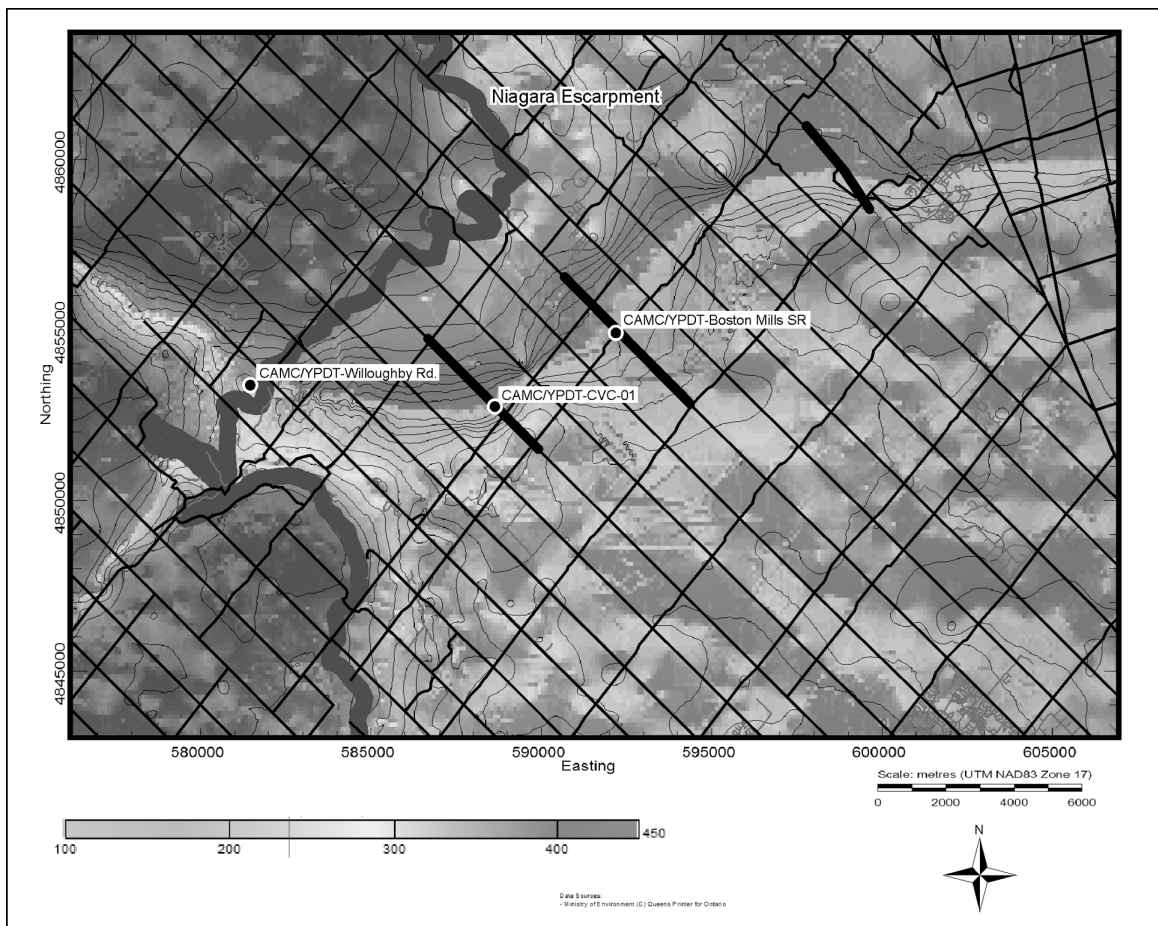 Niagara Escarpment
CAMC/YPDT-Boston Mills SR
CAMC/YPDT-Willoughby Rd.
CAMC/YPDT-CVC-01
4860000
4855000
4850000
4845000
Northing
580000 585000 590000 595000 600000 605000
Easting
Scale: metres (UTM NAD83 Zone 17)
0 2000 4000 6000
450
100 200 300 400
N
Data Sources:
- Ministry of Environment (C) Queens Printer for Ontario